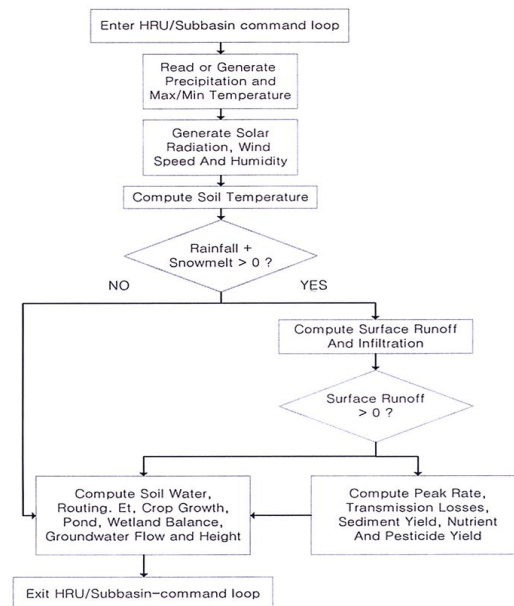 Enter HRU/Subbasin command loop
Read or Generate
Precipitation and
Max/Min Temperature
Generate Solar
Radiation, Wind
Speed And Humidity
Compute Soil Temperature
Rainfall +
Snowmelt > 0 ?
NO
YES
Compute Surface Runoff
And Infiltration
Surface Runoff
> 0 ?
Compute Soil Water,
Routing. Et, Crop Growth,
Pond, Wetland Balance,
Groundwater Flow and Height
Compute Peak Rate,
Transmission Losses,
Sediment Yield, Nutrient
And Pesticide Yield
Exit HRU/Subbasin-command loop